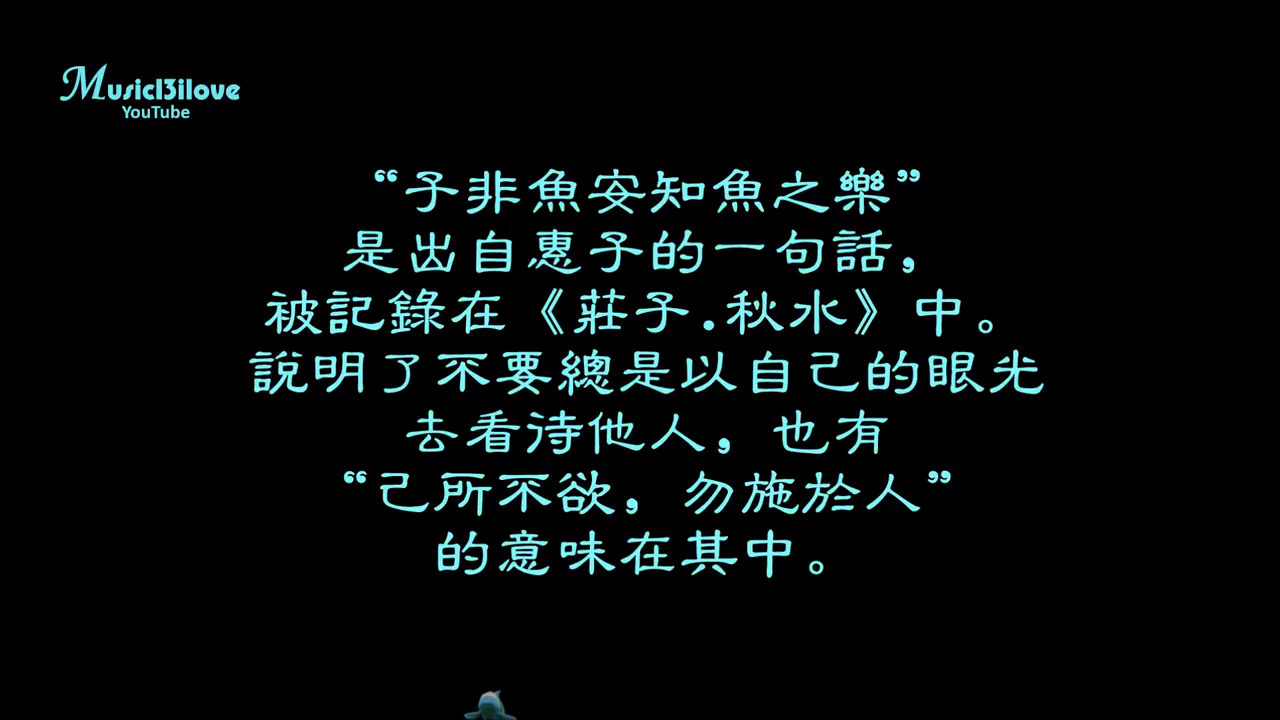 Musicl3ilove
YouTube
“子非魚安知魚之樂”
是出自惠子的一句話，
被記錄在《莊子.秋水》中。
說明了不要總是以自己的眼光
去看待他人，也有
“己所不欲，勿施於人”
的意味在其中。